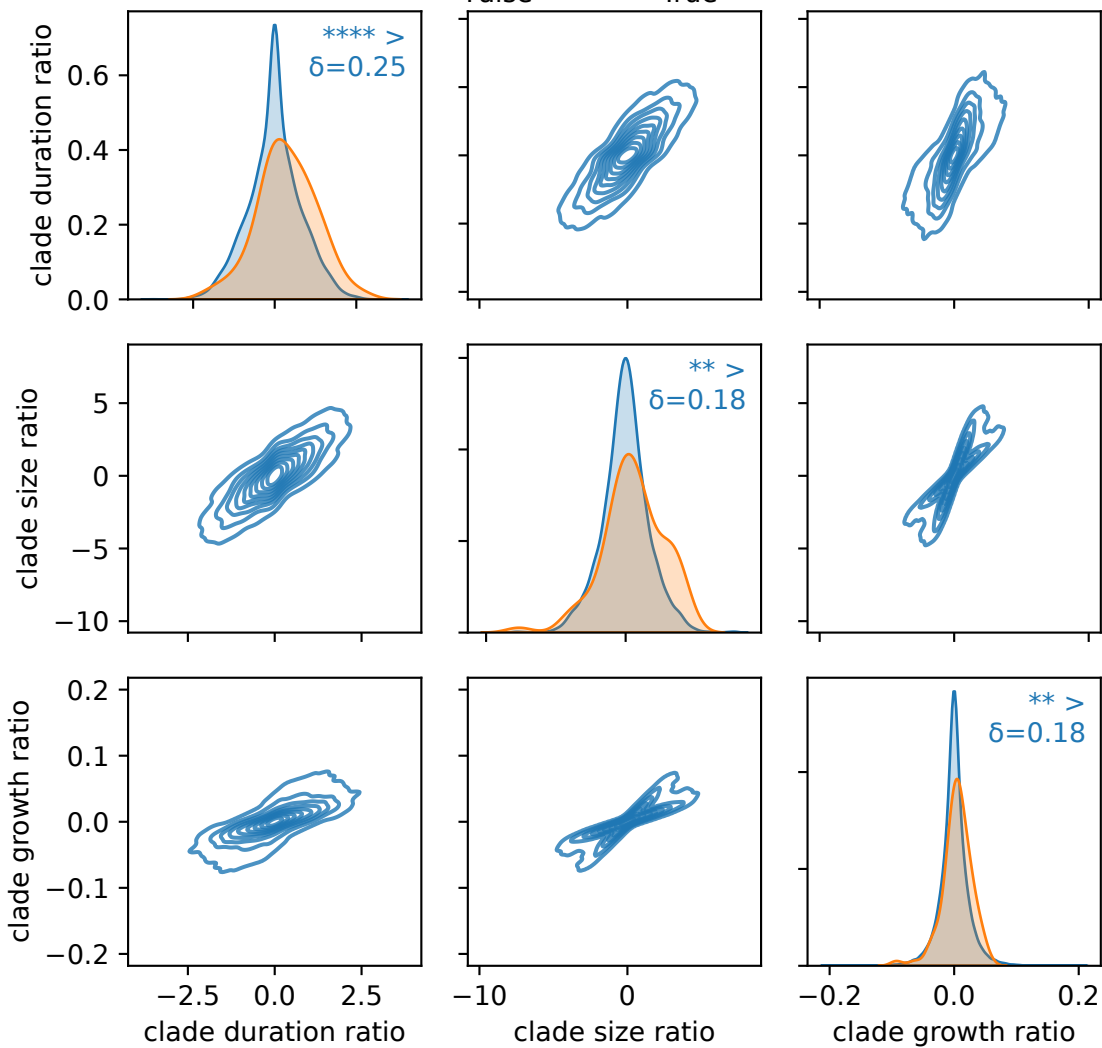 False True
clade duration ratio
0.6
0.4
0.2
0.0
**** >
δ=0.25
clade size ratio
5
0
−5
−10
** >
δ=0.18
clade growth ratio
0.2
0.1
0.0
−0.1
−0.2
** >
δ=0.18
−2.5 0.0 2.5
−10 0
−0.2 0.0 0.2
clade duration ratio
clade size ratio
clade growth ratio